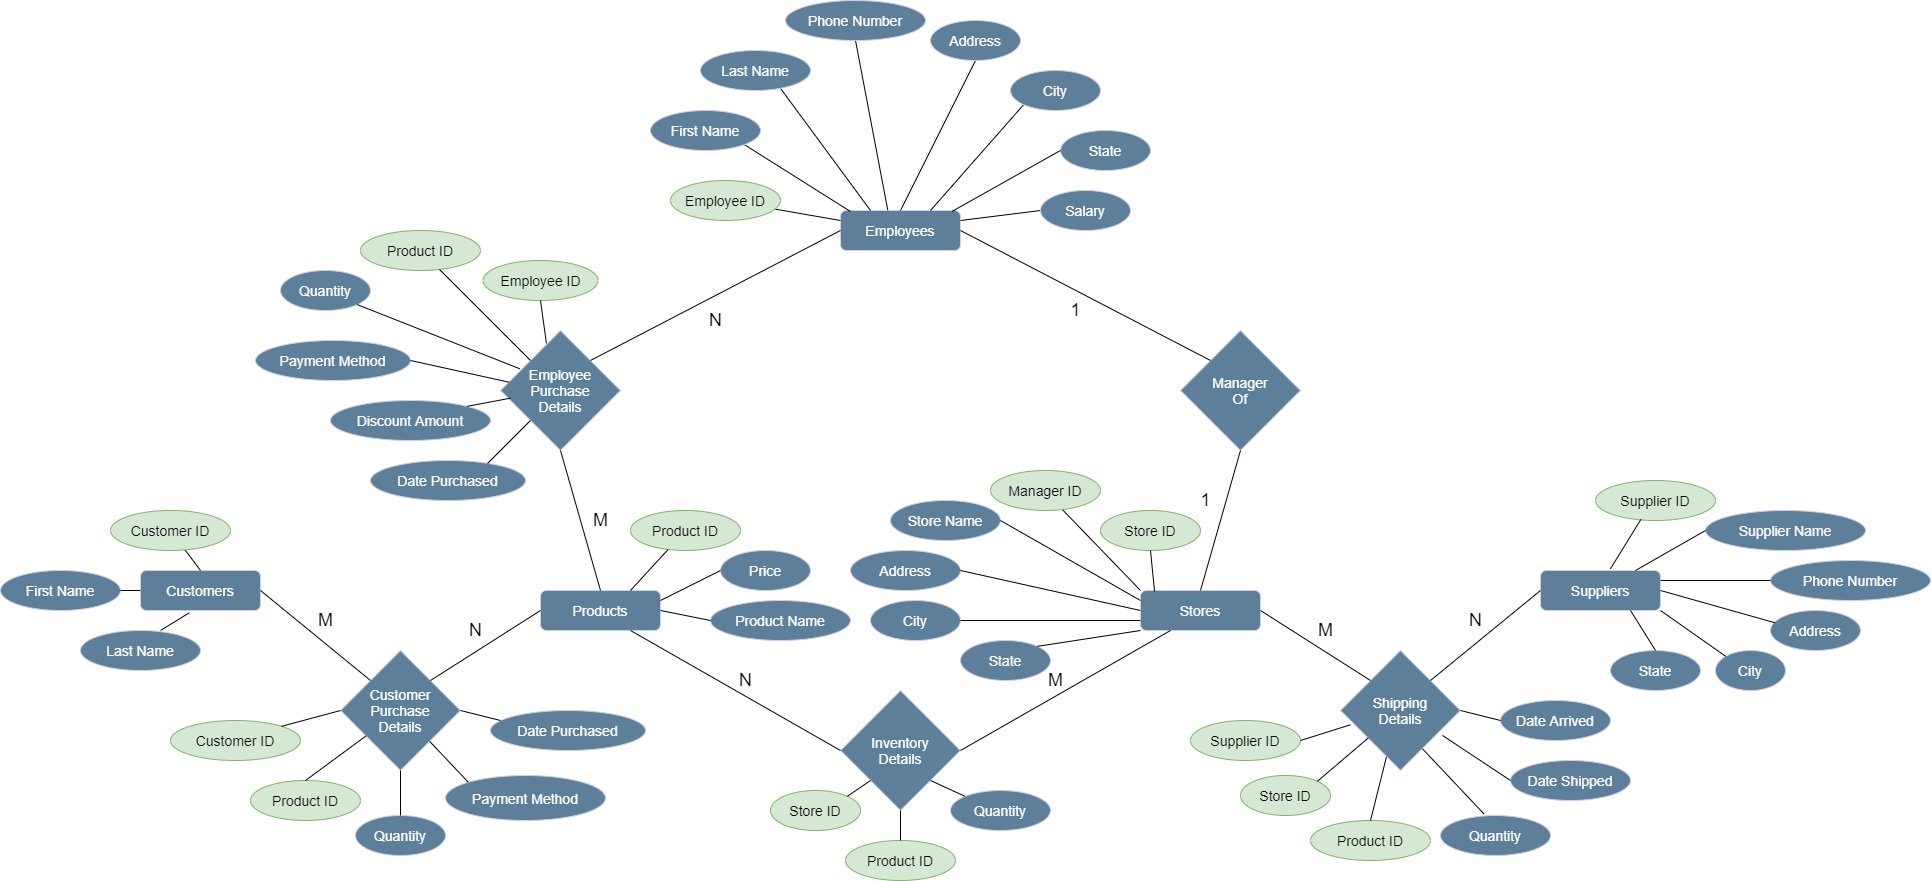 Phone Number
Address
Last Name
City
First Name
State
Employee ID
Salary
Employees
Product ID
Employee ID
Quantity
N
1
Payment Method
Employee
Purchase
Details
Manager
Of
Discount Amount
Date Purchased
Manager ID
1
Supplier ID
Customer ID
M
Product ID
Store Name
Store ID
Supplier Name
First Name
Customers
Price
Address
Phone Number
Suppliers
Products
Product Name
Stores
City
M
N
M
N
Address
Last Name
State
State
City
N
M
Customer
Purchase
Details
Shipping
Details
Date Purchased
Date Arrived
Customer ID
Inventory
Details
Supplier ID
Product ID
Payment Method
Store ID
Date Shipped
Store ID
Quantity
Quantity
Product ID
Quantity
Product ID